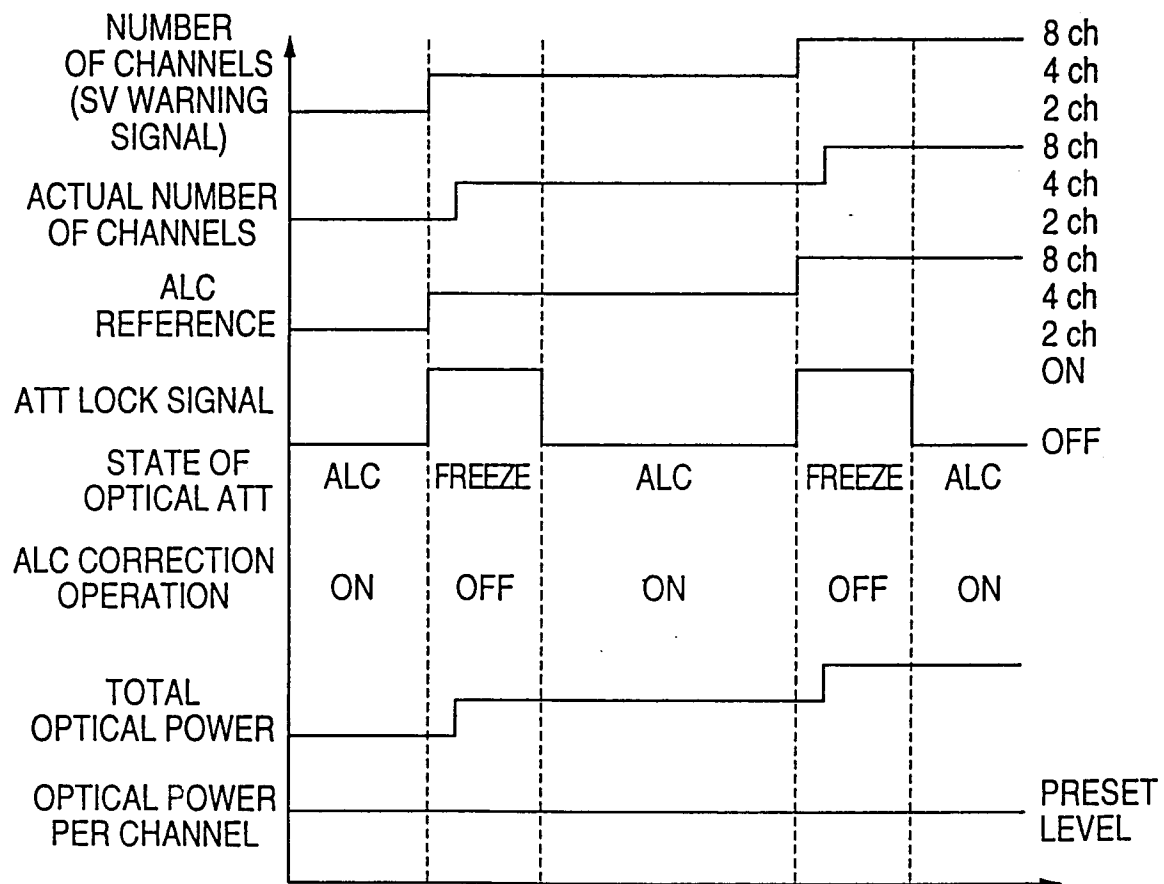 NUMBER
OF CHANNELS
(SV WARNING
SIGNAL)
8 ch
4 ch
2 ch
ACTUAL NUMBER
OF CHANNELS
8 ch
4 ch
2 ch
ALC
REFERENCE
8 ch
4 ch
2 ch
ATT LOCK SIGNAL
ON
OFF
STATE OF
OPTICAL ATT
ALC FREEZE ALC FREEZE ALC
ALC CORRECTION
OPERATION
ON OFF ON OFF ON
TOTAL
OPTICAL POWER
OPTICAL POWER
PER CHANNEL
PRESET
LEVEL